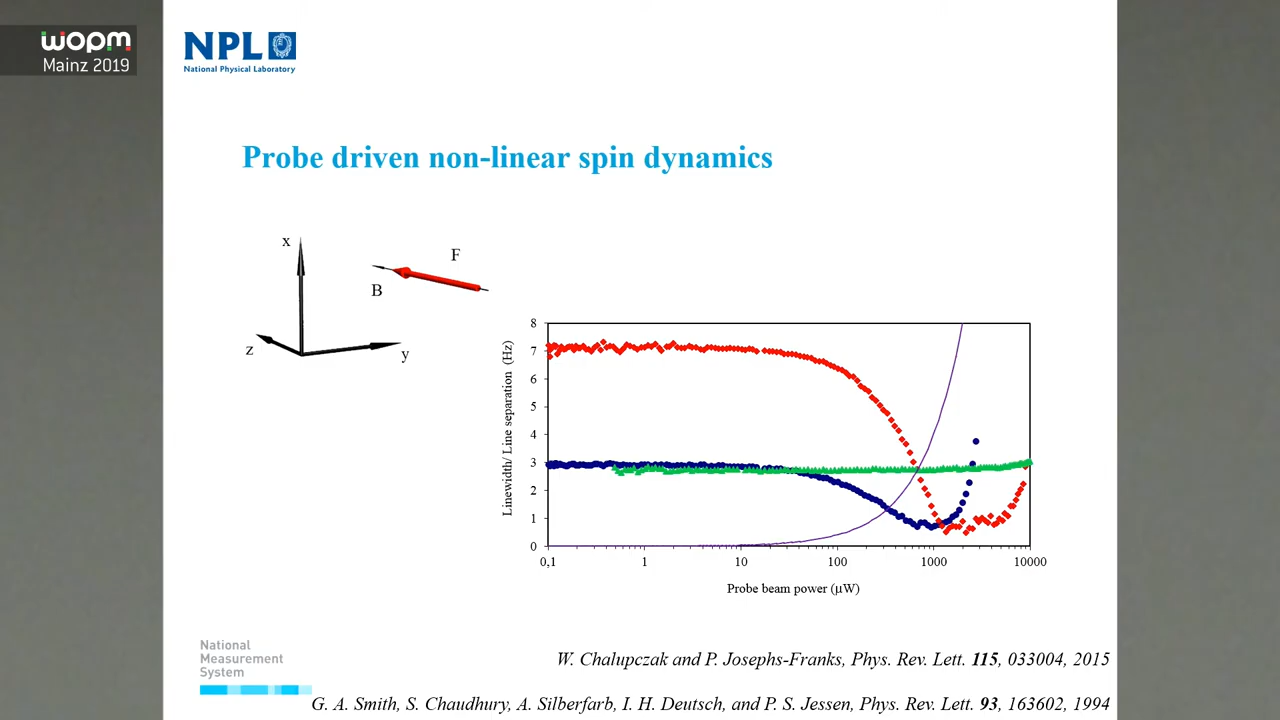 wopm
Mainz 2019
NPL
National Physical Laboratory
Probe driven non-linear spin dynamics
x
F
B
z
y
Linewidth/ Line separation (Hz)
8
7
6
5
4
3
2
1
0
0,1 1 10 100 1000 10000
Probe beam power (µW)
National
Measurement
System
W. Chalupczak and P. Josephs-Franks, Phys. Rev. Lett. 115, 033004, 2015
G. A. Smith, S. Chaudhury, A. Silberfarb, I. H. Deutsch, and P. S. Jessen, Phys. Rev. Lett. 93, 163602, 1994